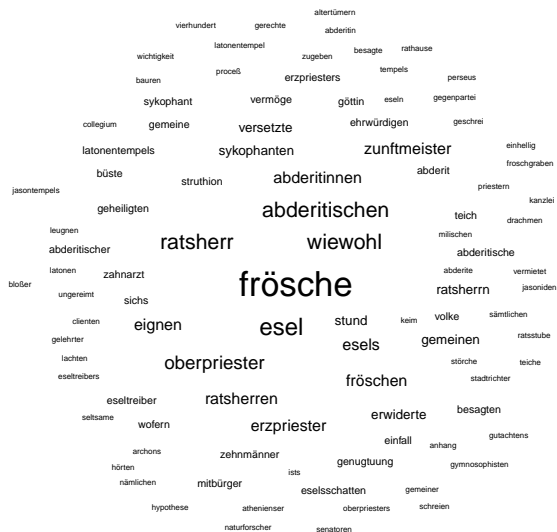 altertümern
vierhundert gerechte abderitin
latonentempel besagte rathause
wichtigkeit zugeben
bauren proceß erzpriesters tempels perseus
sykophant vermöge göttin eseln gegenpartei
collegium gemeine versetzte ehrwürdigen geschrei
latonentempels sykophanten zunftmeister einhellig
froschgraben
büste struthion abderitinnen abderit
jasontempels priestern
kanzlei
geheiligten abderitischen teich drachmen
leugnen milischen
abderitischer ratsherr wiewohl abderitische
latonen zahnarzt abderite vermietet
bloßer frösche ratsherrn jasoniden
ungereimt sichs
clienten eignen esel stund keim volke sämtlichen
gelehrter esels gemeinen ratsstube
lachten oberpriester störche teiche
eseltreibers fröschen stadtrichter
eseltreiber ratsherren besagten
seltsame wofern erzpriester erwiderte
einfall gutachtens
archons zehnmänner anhang
hörten genugtuung gymnosophisten
nämlichen mitbürger ists
eselsschatten gemeiner
hypothese athenienser oberpriesters schreien
naturforscher senatoren